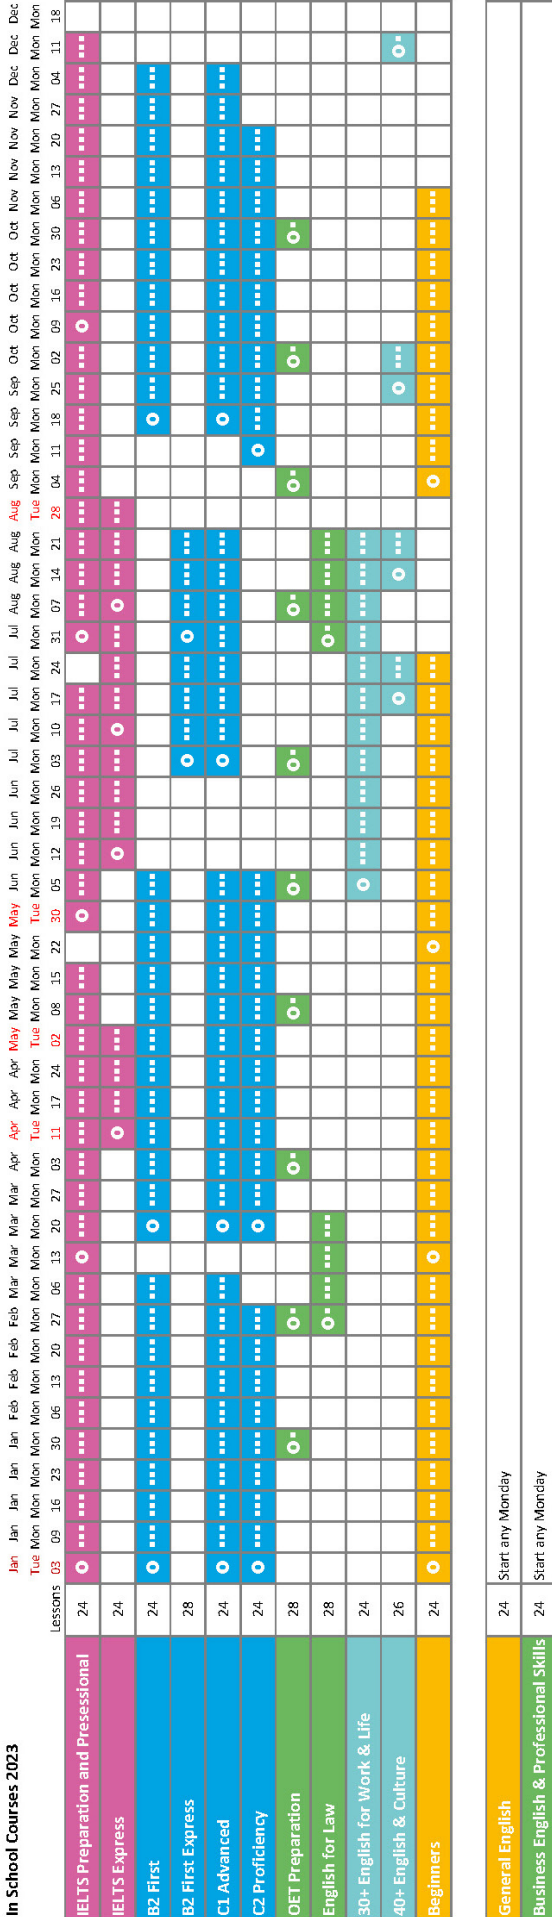 In School Courses 2023
Jan Jan Jan Jan Jan Feb Feb Feb Feb Mar Mar Mar Mar Apr Apr Apr Apr May May May May May Jun Jun Jun Jun Jul Jul Jul Jul Jul Aug Aug Aug Aug Sep Sep Sep Sep Oct Oct Oct Oct Oct Nov Nov Nov Nov Dec Dec Dec
Tue Mon Mon Mon Mon Mon Mon Mon Mon Mon Mon Mon Mon Mon Tue Mon Mon Tue Mon Mon Mon Tue Mon Mon Mon Mon Mon Mon Mon Mon Mon Mon Mon Mon Tue Mon Mon Mon Mon Mon Mon Mon Mon Mon Mon Mon Mon Mon Mon Mon Mon
Lessons 03 09 16 23 30 06 13 20 27 06 13 20 27 03 11 17 24 02 08 15 22 30 05 12 19 26 03 10 17 24 31 07 14 21 28 04 11 18 25 02 09 16 23 30 06 13 20 27 04 11 18
IELTS Preparation and Presessional 24
IELTS Express 24
B2 First 24
B2 First Express 28
C1 Advanced 24
C2 Proficiency 24
OET Preparation 28
English for Law 28
30+ English for Work & Life 24
40+ English & Culture 26
Beginners 24
General English 24 Start any Monday
Business English & Professional Skills 24 Start any Monday